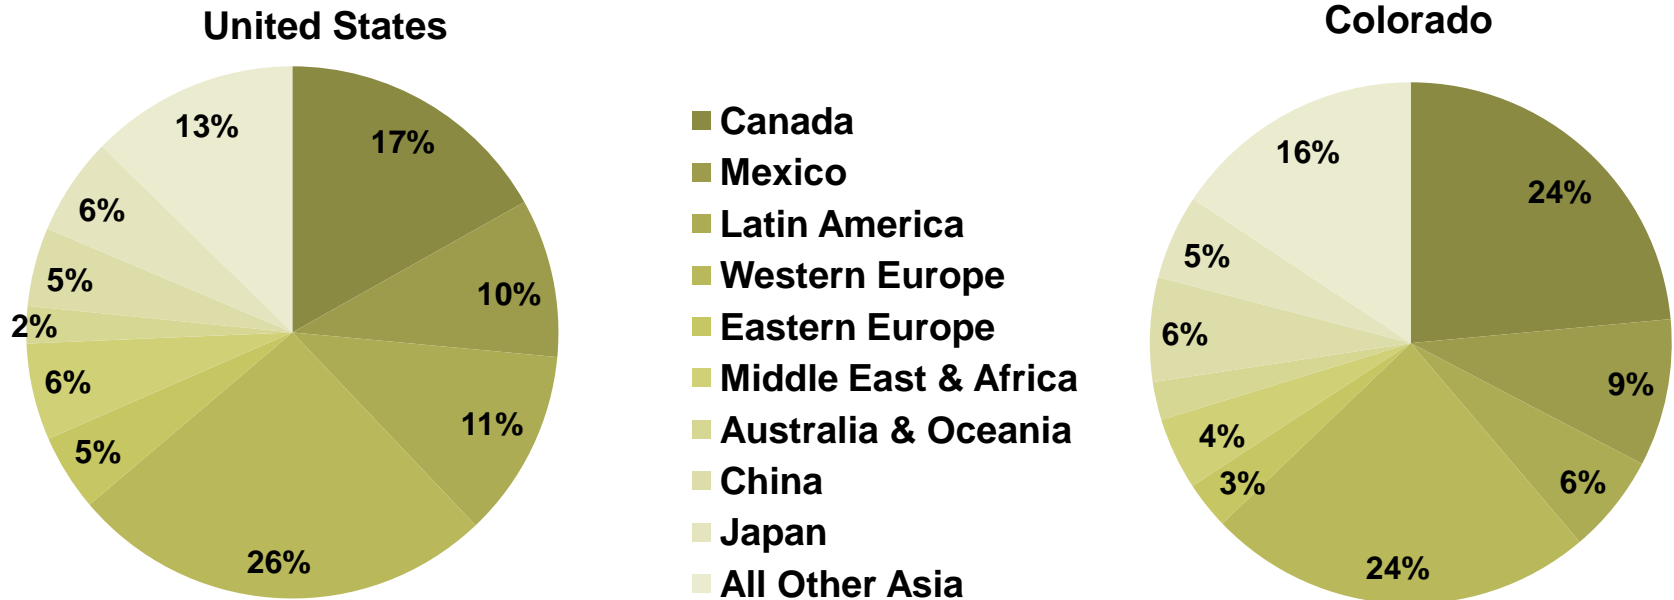 United States
17%
10%
11%
26%
5%
6%
2%
5%
6%
13%
Canada
Mexico
Latin America
Western Europe
Eastern Europe
Middle East & Africa
Australia & Oceania
China
Japan
All Other Asia
Colorado
24%
9%
6%
24%
3%
4%
6%
5%
16%